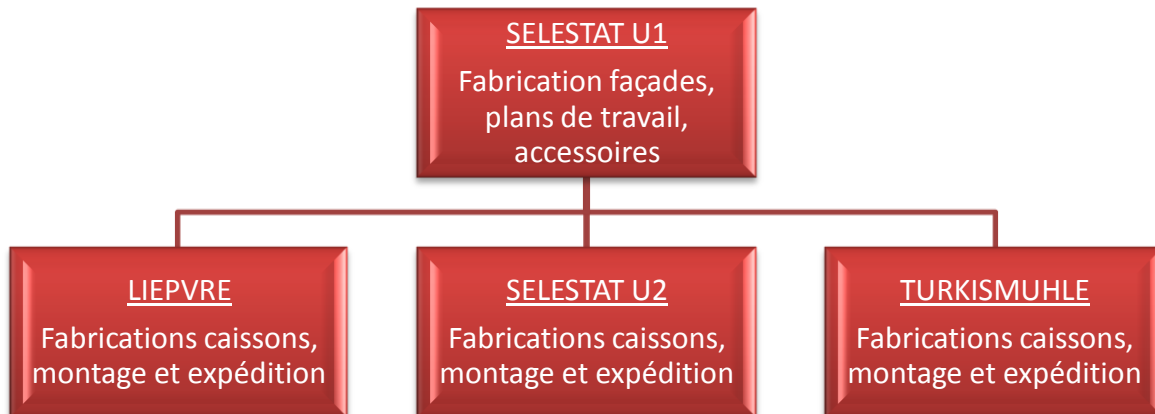 SELESTAT U1
Fabrication façades,
plans de travail,
accessoires
LIEPVRE
Fabrications caissons,
montage et expédition
SELESTAT U2
Fabrications caissons,
montage et expédition
TURKISMUHLE
Fabrications caissons,
montage et expédition